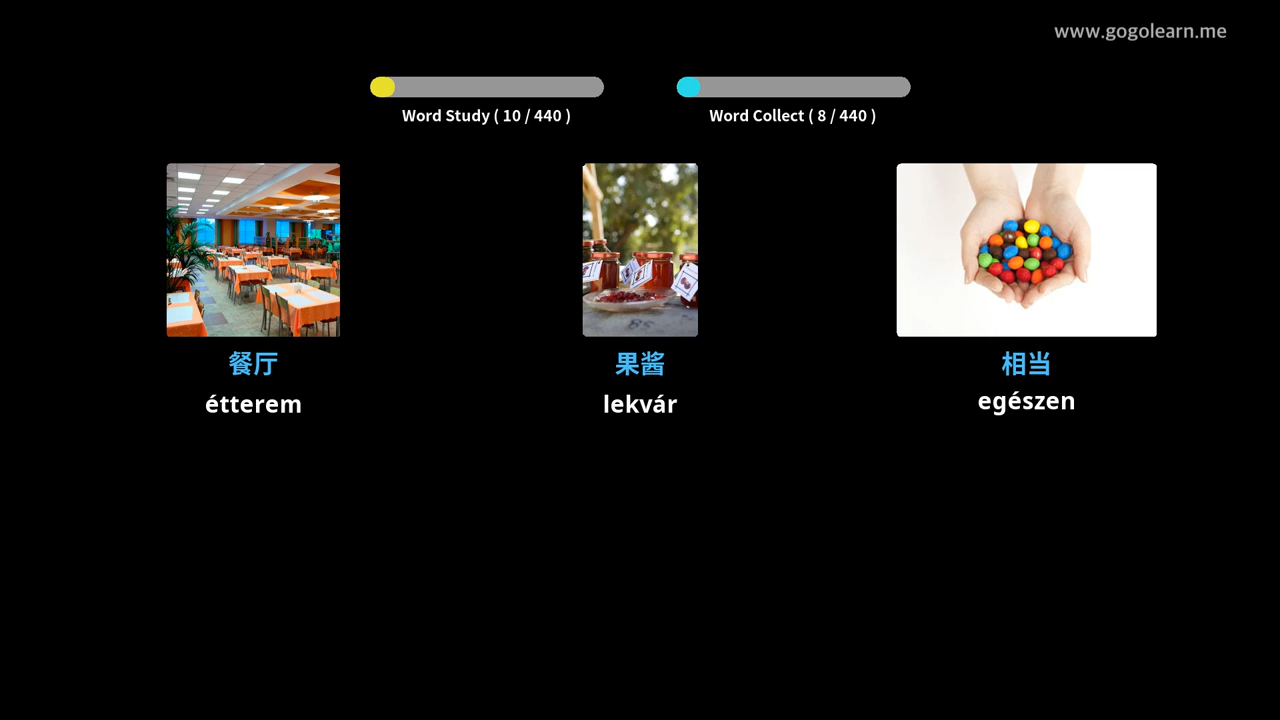 www.gogolearn.me
Word Study ( 10 / 440 )
Word Collect ( 8 / 440 )
餐厅
果酱
相当
étterem
lekvár
egészen